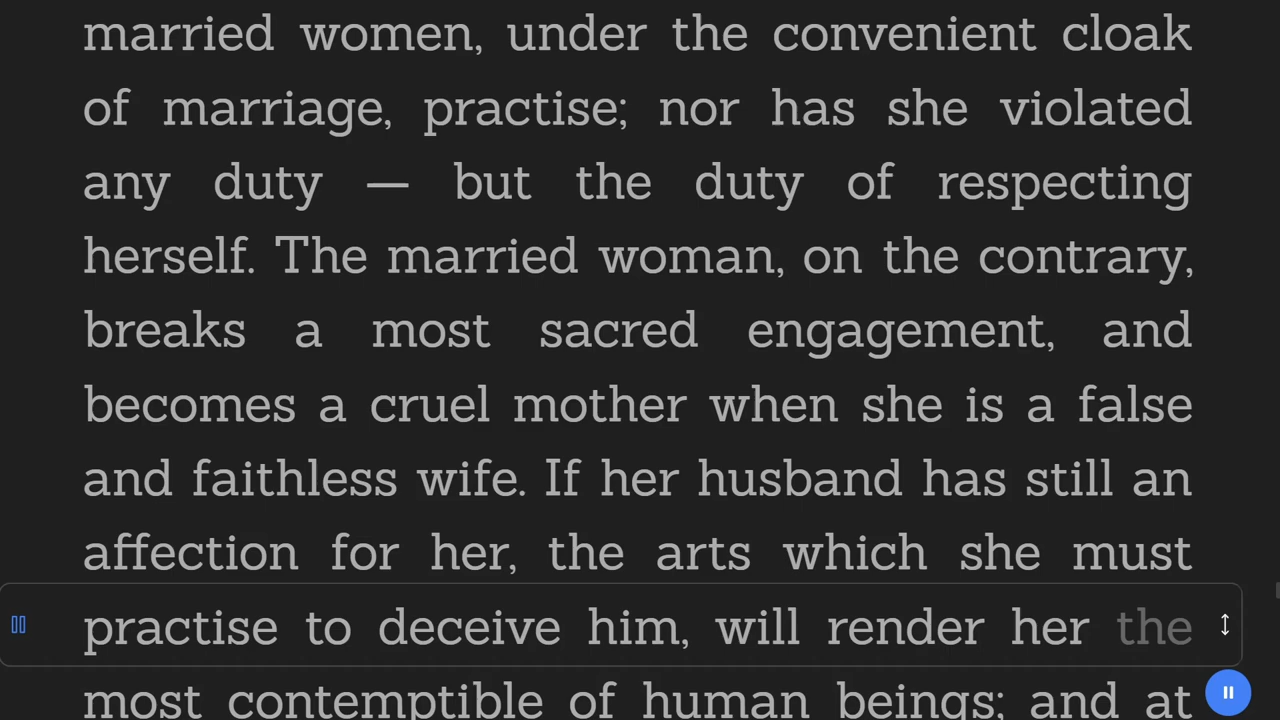 married women, under the convenient cloak
of marriage, practise; nor has she violated
any duty — but the duty of respecting
herself. The married woman, on the contrary,
breaks a most sacred engagement, and
becomes a cruel mother when she is a false
and faithless wife. If her husband has still an
affection for her, the arts which she must
practise to deceive him, will render her the
most contemptible of human beings; and at